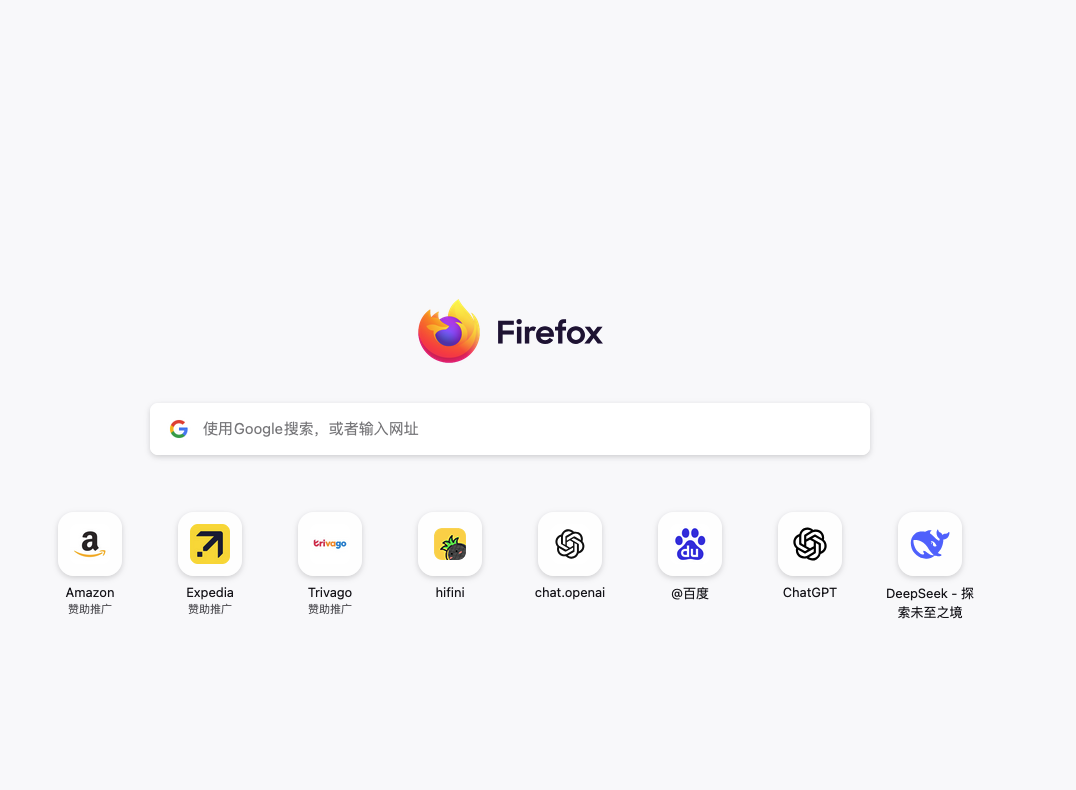 Firefox
使用Google搜索，或者输入网址
a
trivago
du
Amazon
赞助推广
Expedia
赞助推广
Trivago
赞助推广
hifini
chat.openai
@百度
ChatGPT
DeepSeek - 探
索未至之境